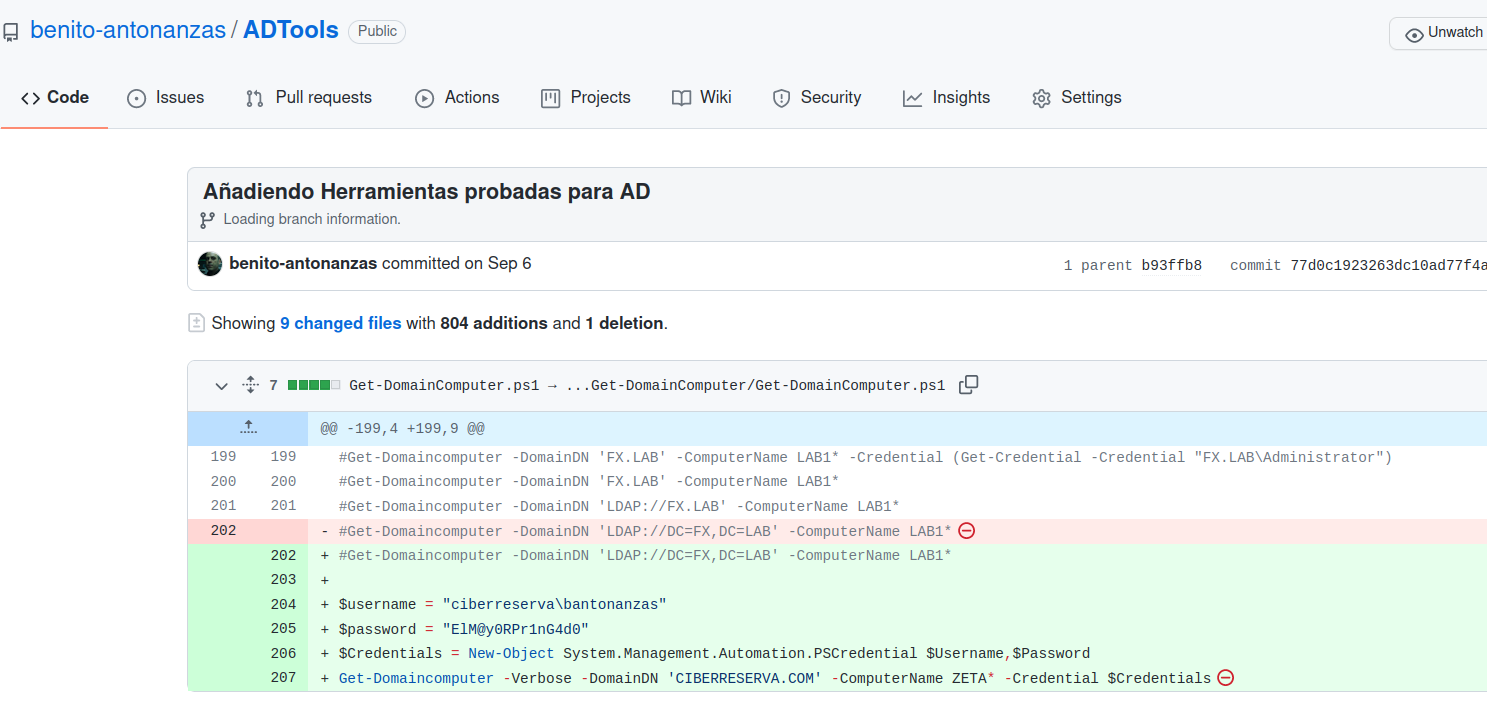 benito-antonanzas / ADTools Public
Unwatch
Code Issues Pull requests Actions Projects Wiki Security Insights Settings
Añadiendo Herramientas probadas para AD
Loading branch information.
benito-antonanzas committed on Sep 6 1 parent b93ffb8 commit 77d0c1923263dc10ad77f4a
Showing 9 changed files with 804 additions and 1 deletion.
7 Get-DomainComputer.ps1 → ...Get-DomainComputer/Get-DomainComputer.ps1
@@ -199,4 +199,9 @@
199 199 #Get-Domaincomputer -DomainDN 'FX.LAB' -ComputerName LAB1* -Credential (Get-Credential -Credential "FX.LAB\Administrator")
200 200 #Get-Domaincomputer -DomainDN 'FX.LAB' -ComputerName LAB1*
201 201 #Get-Domaincomputer -DomainDN 'LDAP://FX.LAB' -ComputerName LAB1*
202 - #Get-Domaincomputer -DomainDN 'LDAP://DC=FX,DC=LAB' -ComputerName LAB1*
202 + #Get-Domaincomputer -DomainDN 'LDAP://DC=FX,DC=LAB' -ComputerName LAB1*
203 +
204 + $username = "ciberreserva\bantonanzas"
205 + $password = "ElM@y0RPr1nG4d0"
206 + $Credentials = New-Object System.Management.Automation.PSCredential $Username,$Password
207 + Get-Domaincomputer -Verbose -DomainDN 'CIBERRESERVA.COM' -ComputerName ZETA* -Credential $Credentials